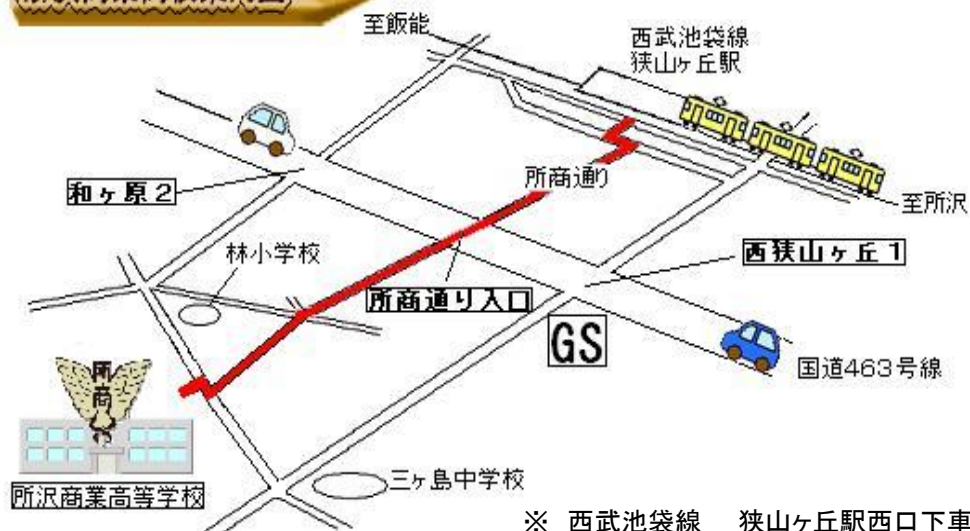 至飯能
西武池袋線
狭山ヶ丘駅
和ヶ原2
所商通り
至所沢
林小学校
西狭山ヶ丘1
所商通り入口
GS
国道463号線
所商
所沢商業高等学校
三ヶ島中学校
※ 西武池袋線 狭山ヶ丘駅西口下車